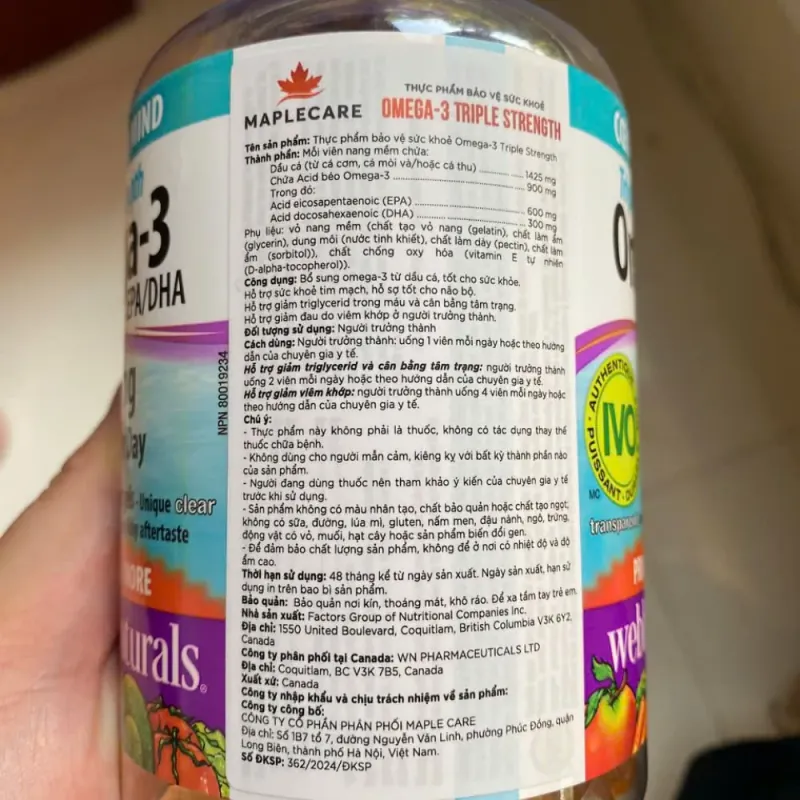 MAPLECARE
THỰC PHẨM BẢO VỆ SỨC KHOẺ
OMEGA-3 TRIPLE STRENGTH
Tên sản phẩm: Thực phẩm bảo vệ sức khoẻ Omega-3 Triple Strength
Thành phần: Mỗi viên nang mềm chứa:
Dầu cá (từ cá cơm, cá mòi và/hoặc cá thu) ............ 1425 mg
Chứa Acid béo Omega-3 ............ 900 mg
Trong đó:
Acid eicosapentaenoic (EPA) ............ 600 mg
Acid docosahexaenoic (DHA) ............ 300 mg
Phụ liệu: vỏ nang mềm (chất tạo vỏ nang (gelatin), chất làm ẩm
(glycerin), dung môi (nước tinh khiết), chất làm dày (pectin), chất làm
ẩm (sorbitol)), chất chống oxy hóa (vitamin E tự nhiên
(D-alpha-tocopherol)).
Công dụng: Bổ sung omega-3 từ dầu cá, tốt cho sức khỏe.
Hỗ trợ sức khoẻ tim mạch, hỗ sợ tốt cho não bộ.
Hỗ trợ giảm triglycerid trong máu và cân bằng tâm trạng.
Hỗ trợ giảm đau do viêm khớp ở người trưởng thành.
Đối tượng sử dụng: Người trưởng thành
Cách dùng: Người trưởng thành: uống 1 viên mỗi ngày hoặc theo hướng
dẫn của chuyên gia y tế.
Hỗ trợ giảm triglycerid và cân bằng tâm trạng: người trưởng thành
uống 2 viên mỗi ngày hoặc theo hướng dẫn của chuyên gia y tế.
Hỗ trợ giảm viêm khớp: người trưởng thành uống 4 viên mỗi ngày hoặc
theo hướng dẫn của chuyên gia y tế.
Chú ý:
- Thực phẩm này không phải là thuốc, không có tác dụng thay thế
thuốc chữa bệnh.
- Không dùng cho người mẫn cảm, kiêng kỵ với bất kỳ thành phần nào
của sản phẩm.
- Người đang dùng thuốc nên tham khảo ý kiến của chuyên gia y tế
trước khi sử dụng.
- Sản phẩm không có màu nhân tạo, chất bảo quản hoặc chất tạo ngọt;
không có sữa, đường, lúa mì, gluten, nấm men, đậu nành, ngô, trứng,
động vật có vỏ, muối, hạt cây hoặc sản phẩm biến đổi gen.
- Để đảm bảo chất lượng sản phẩm, không để ở nơi có nhiệt độ và độ
ẩm cao.
Thời hạn sử dụng: 48 tháng kể từ ngày sản xuất. Ngày sản xuất, hạn sử
dụng in trên bao bì sản phẩm.
Bảo quản: Bảo quản nơi kín, thoáng mát, khô ráo. Để xa tầm tay trẻ em.
Nhà sản xuất: Factors Group of Nutritional Companies Inc.
Địa chỉ: 1550 United Boulevard, Coquitlam, British Columbia V3K 6Y2,
Canada
Công ty phân phối tại Canada: WN PHARMACEUTICALS LTD
Địa chỉ: Coquitlam, BC V3K 7B5, Canada
Xuất xứ: Canada
Công ty nhập khẩu và chịu trách nhiệm về sản phẩm:
Công ty công bố:
CÔNG TY CỔ PHẦN PHÂN PHỐI MAPLE CARE
Địa chỉ: Số 1B7 tổ 7, đường Nguyễn Văn Linh, phường Phúc Đồng, quận
Long Biên, thành phố Hà Nội, Việt Nam.
Số ĐKSP: 362/2024/ĐKSP
NPN 80019234
-3
EPA/DHA
Day
Unique clear
aftertaste
AUTHENTI
IVO
PUISSANT
MC